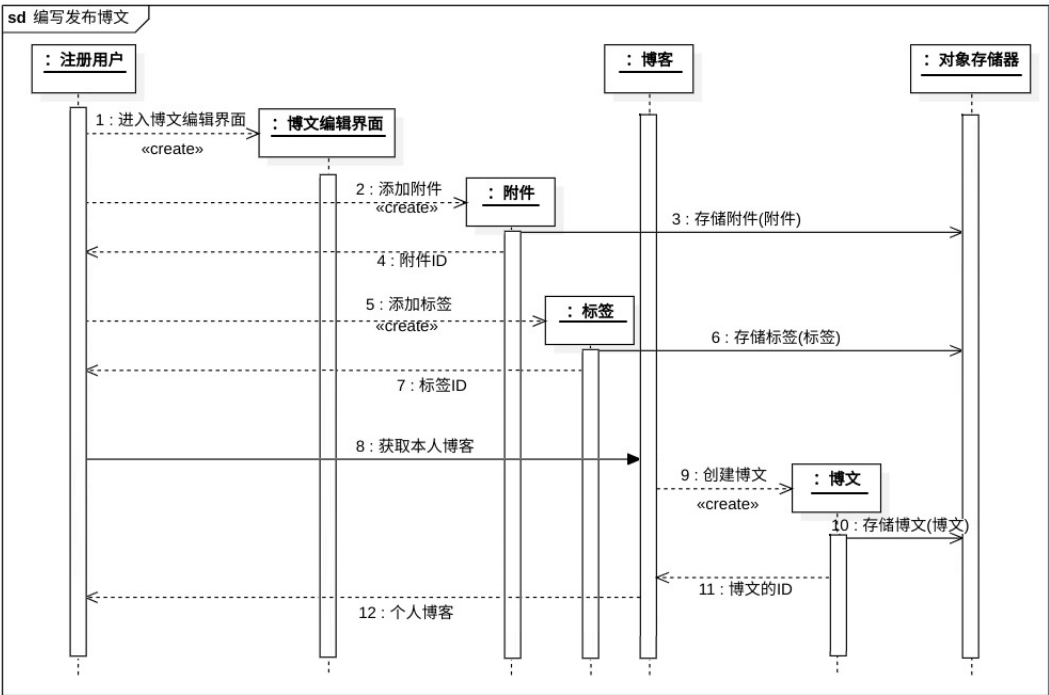 sd 编写发布博文
：注册用户
：博客
：对象存储器
1 : 进入博文编辑界面
«create»
：博文编辑界面
2 : 添加附件
«create»
：附件
3 : 存储附件(附件)
4 : 附件ID
5 : 添加标签
«create»
：标签
6 : 存储标签(标签)
7 : 标签ID
8 : 获取本人博客
9 : 创建博文
«create»
：博文
10 : 存储博文(博文)
11 : 博文的ID
12 : 个人博客